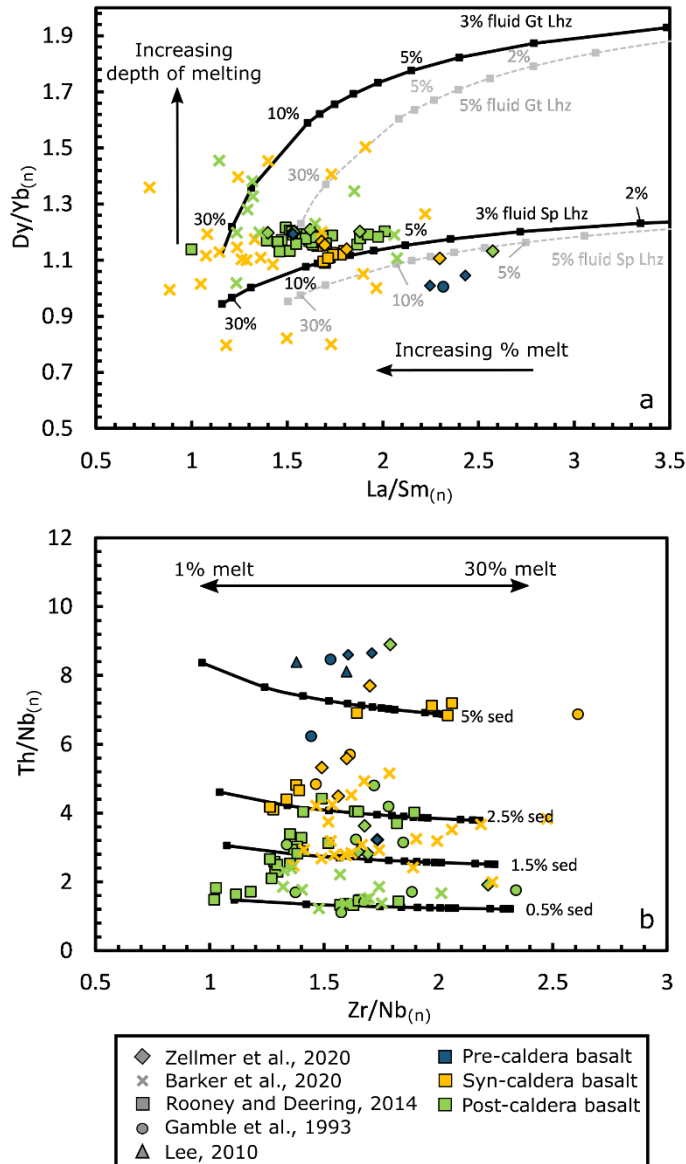 1.9
1.7
1.5
1.3
1.1
0.9
0.7
0.5
Dy/Yb(n)
Increasing
depth of melting
3% fluid Gt Lhz
5%
2%
5%
5% fluid Gt Lhz
10%
30%
30%
3% fluid Sp Lhz
2%
10%
5%
5%
5% fluid Sp Lhz
10%
30%
30%
Increasing % melt
a
0.5
1
1.5
2
2.5
3
3.5
La/Sm(n)
12
10
8
6
4
2
0
Th/Nb(n)
1% melt
30% melt
5% sed
2.5% sed
1.5% sed
0.5% sed
b
0.5
1
1.5
2
2.5
3
Zr/Nb(n)
Zellmer et al., 2020
Barker et al., 2020
Rooney and Deering, 2014
Gamble et al., 1993
Lee, 2010
Pre-caldera basalt
Syn-caldera basalt
Post-caldera basalt